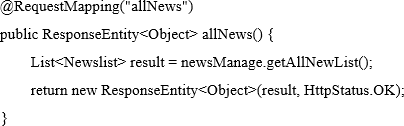 @RequestMapping("allNews")
public ResponseEntity<Object> allNews() {
List<Newslist> result = newsManage.getAllNewList();
return new ResponseEntity<Object>(result, HttpStatus.OK);
}